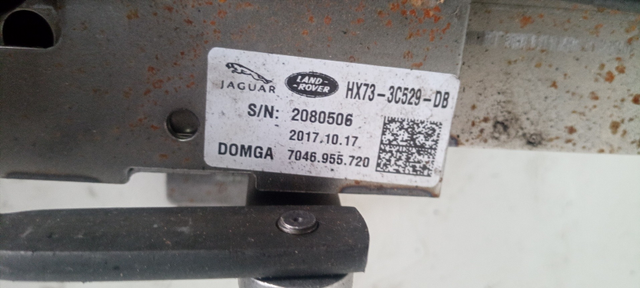 JAGUAR LAND-ROVER HX73-3C529-DB
S/N: 2080506
2017.10.17
DOMGA 7046.955.720